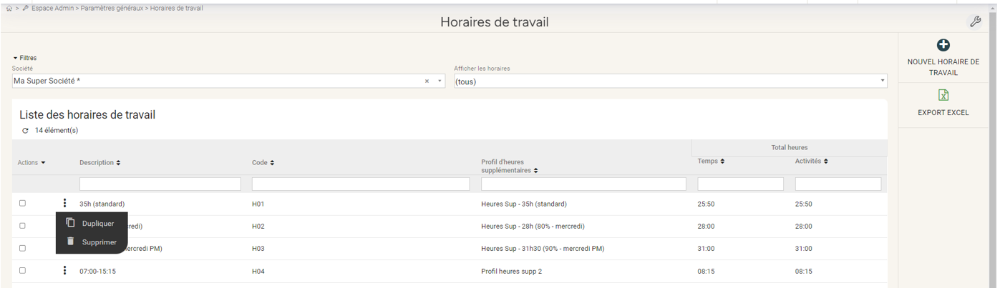 > Espace Admin > Paramètres généraux > Horaires de travail
Horaires de travail
NOUVEL HORAIRE DE
TRAVAIL
EXPORT EXCEL
Filtres
Société
Afficher les horaires
Ma Super Société *
(tous)
Liste des horaires de travail
14 élément(s)
Total heures
Actions
Description
Code
Profil d'heures
supplémentaires
Temps
Activités
35h (standard)
H01
Heures Sup - 35h (standard)
25:50
25:50
Dupliquer
credi)
H02
Heures Sup - 28h (80% - mercredi)
28:00
28:00
Supprimer
ercredi PM)
H03
Heures Sup - 31h30 (90% - mercredi PM)
31:00
31:00
07:00-15:15
H04
Profil heures supp 2
08:15
08:15